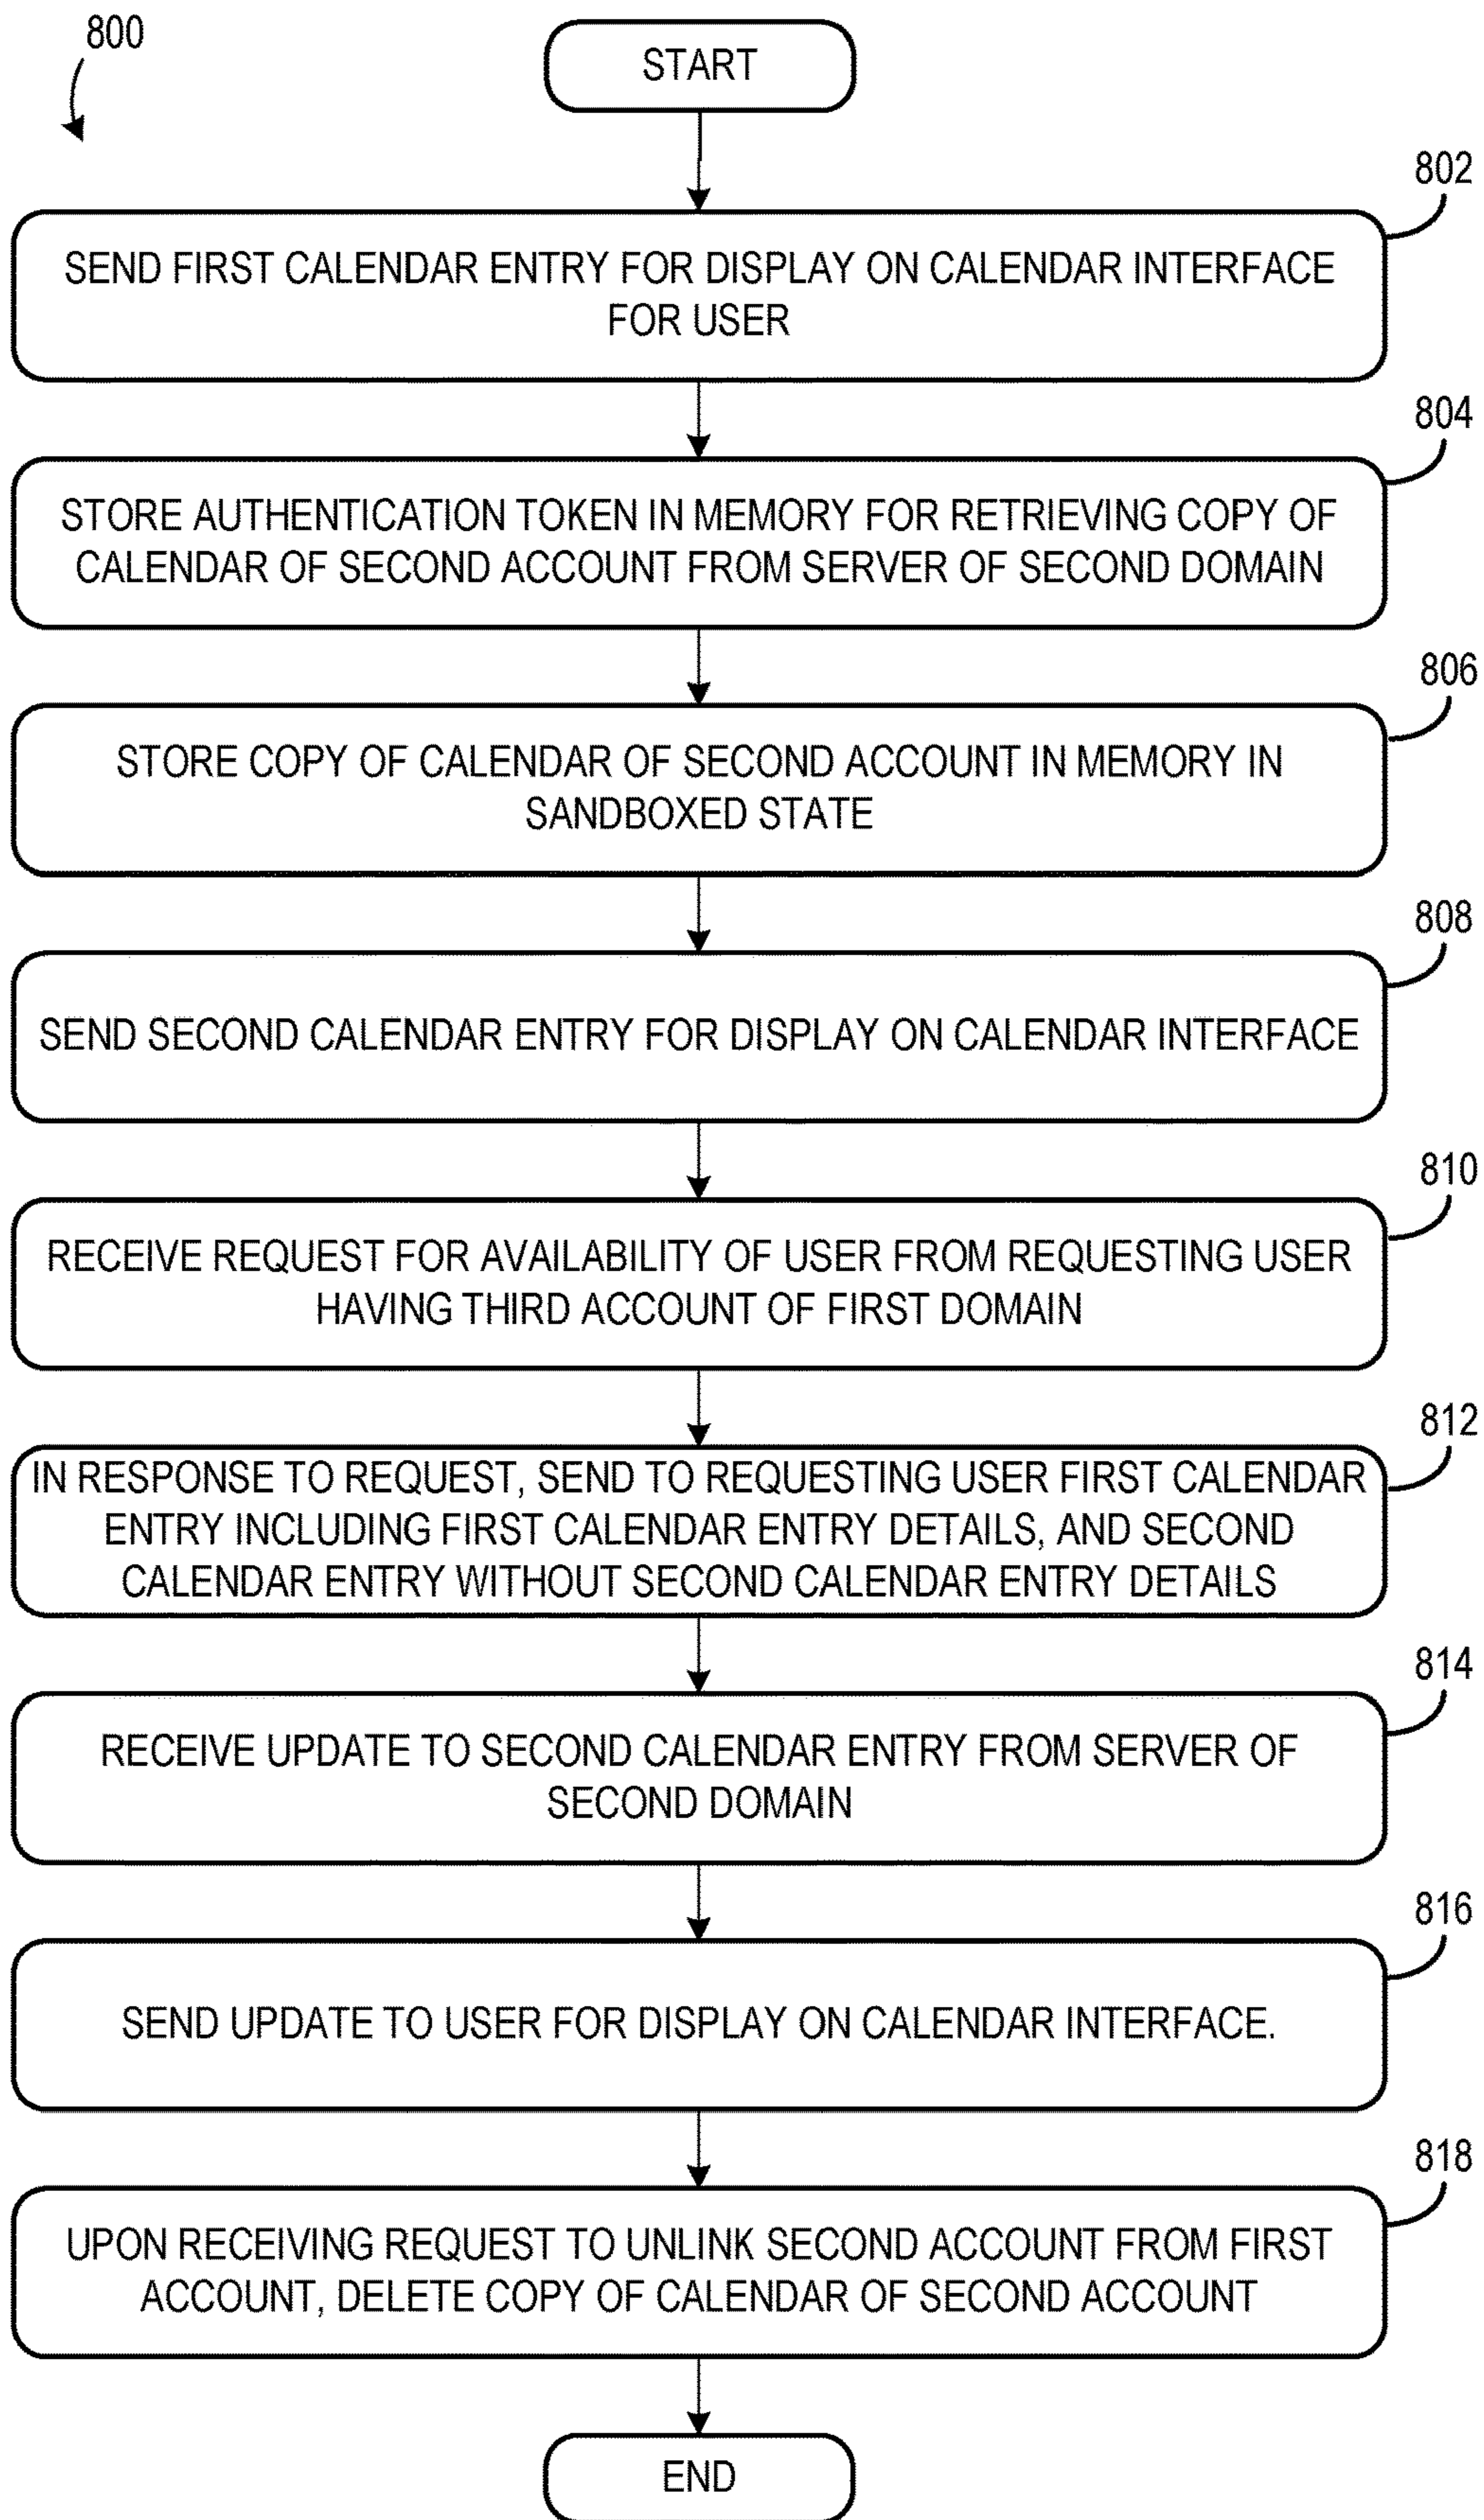 800
START
802
SEND FIRST CALENDAR ENTRY FOR DISPLAY ON CALENDAR INTERFACE
FOR USER
804
STORE AUTHENTICATION TOKEN IN MEMORY FOR RETRIEVING COPY OF
CALENDAR OF SECOND ACCOUNT FROM SERVER OF SECOND DOMAIN
806
STORE COPY OF CALENDAR OF SECOND ACCOUNT IN MEMORY IN
SANDBOXED STATE
808
SEND SECOND CALENDAR ENTRY FOR DISPLAY ON CALENDAR INTERFACE
810
RECEIVE REQUEST FOR AVAILABILITY OF USER FROM REQUESTING USER
HAVING THIRD ACCOUNT OF FIRST DOMAIN
812
IN RESPONSE TO REQUEST, SEND TO REQUESTING USER FIRST CALENDAR
ENTRY INCLUDING FIRST CALENDAR ENTRY DETAILS, AND SECOND
CALENDAR ENTRY WITHOUT SECOND CALENDAR ENTRY DETAILS
814
RECEIVE UPDATE TO SECOND CALENDAR ENTRY FROM SERVER OF
SECOND DOMAIN
816
SEND UPDATE TO USER FOR DISPLAY ON CALENDAR INTERFACE.
818
UPON RECEIVING REQUEST TO UNLINK SECOND ACCOUNT FROM FIRST
ACCOUNT, DELETE COPY OF CALENDAR OF SECOND ACCOUNT
END